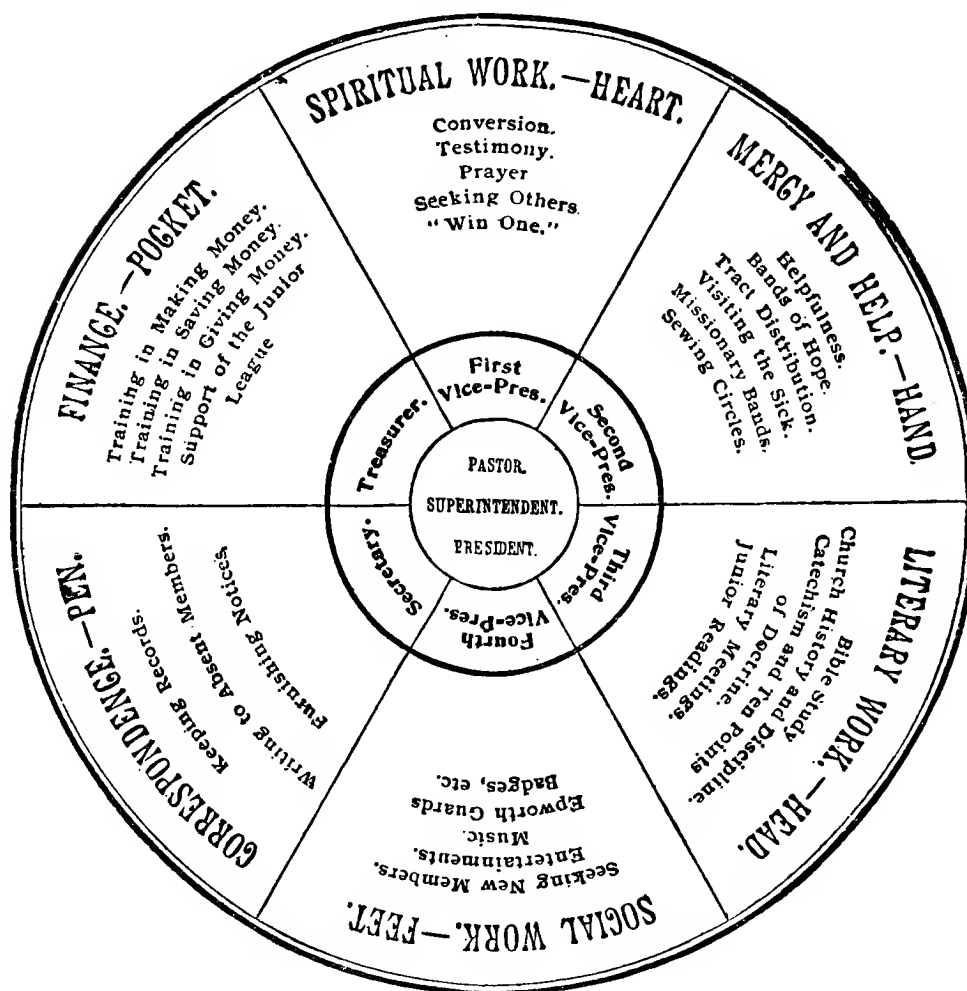 SPIRITUAL WORK.—HEART.
Conversion.
Testimony.
Prayer
Seeking Others.
"Win One."
MERCY AND HELP.—HAND.
Helpfulness.
Bands of Hope.
Tract Distribution.
Visiting the Sick.
Missionary Bands.
Sewing Circles.
LITERARY WORK.—HEAD.
Bible Study
Church History and Discipline.
Catechism and Ten Points
of Doctrine.
Literary Meetings.
Junior Readings.
SOCIAL WORK.—FEET.
Seeking New Members.
Entertainments.
Music.
Epworth Guards
Badges, etc.
CORRESPONDENCE.—PEN.
Keeping Records.
Writing to Absent Members.
Furnishing Notices,
FINANCE.—POCKET.
Training in Making Money.
Training in Saving Money.
Training in Giving Money.
Support of the Junior
League
First
Vice-Pres.
Second
Vice-Pres.
Third
Vice-Pres.
Fourth
Vice-Pres.
Secretary.
Treasurer.
PASTOR.
SUPERINTENDENT.
PRESIDENT.